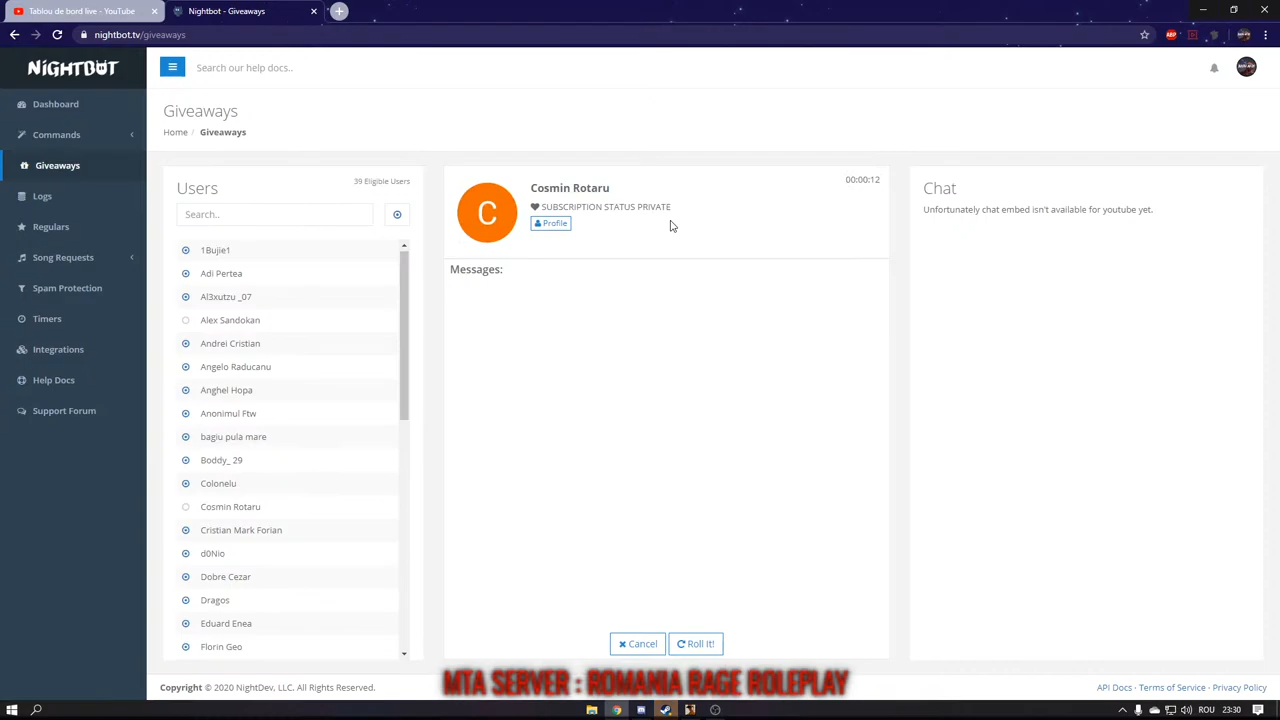 Tablou de bord live - YouTube
Nightbot - Giveaways
nightbot.tv/giveaways
ABP
NIGHTBOT
Search our help docs..
Dashboard
Commands
Giveaways
Logs
Regulars
Song Requests
Spam Protection
Timers
Integrations
Help Docs
Support Forum
Giveaways
Home / Giveaways
Users
39 Eligible Users
Search..
1Bujie1
Adi Pertea
Al3xutzu _07
Alex Sandokan
Andrei Cristian
Angelo Raducanu
Anghel Hopa
Anonimul Ftw
bagiu pula mare
Boddy_ 29
Colonelu
Cosmin Rotaru
Cristian Mark Forian
d0Nio
Dobre Cezar
Dragos
Eduard Enea
Florin Geo
C
Cosmin Rotaru
00:00:12
SUBSCRIPTION STATUS PRIVATE
Profile
Messages:
Cancel
Roll It!
Chat
Unfortunately chat embed isn't available for youtube yet.
MTA SERVER : ROMANIA RAGE ROLEPLAY
Copyright © 2020 NightDev, LLC. All Rights Reserved.
API Docs - Terms of Service - Privacy Policy
ROU 23:30